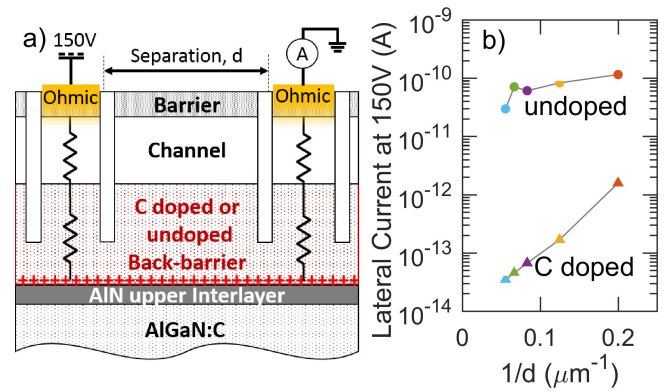 a)
150V
Separation, d
A
Ohmic
Ohmic
Barrier
Channel
C doped or
undoped
Back-barrier
++++++++++++++++++++++++++++++++++++
AlN upper Interlayer
AlGaN:C
b)
Lateral Current at 150V (A)
10⁻⁹
10⁻¹⁰
10⁻¹¹
10⁻¹²
10⁻¹³
10⁻¹⁴
undoped
C doped
0
0.1
0.2
1/d (μm⁻¹)